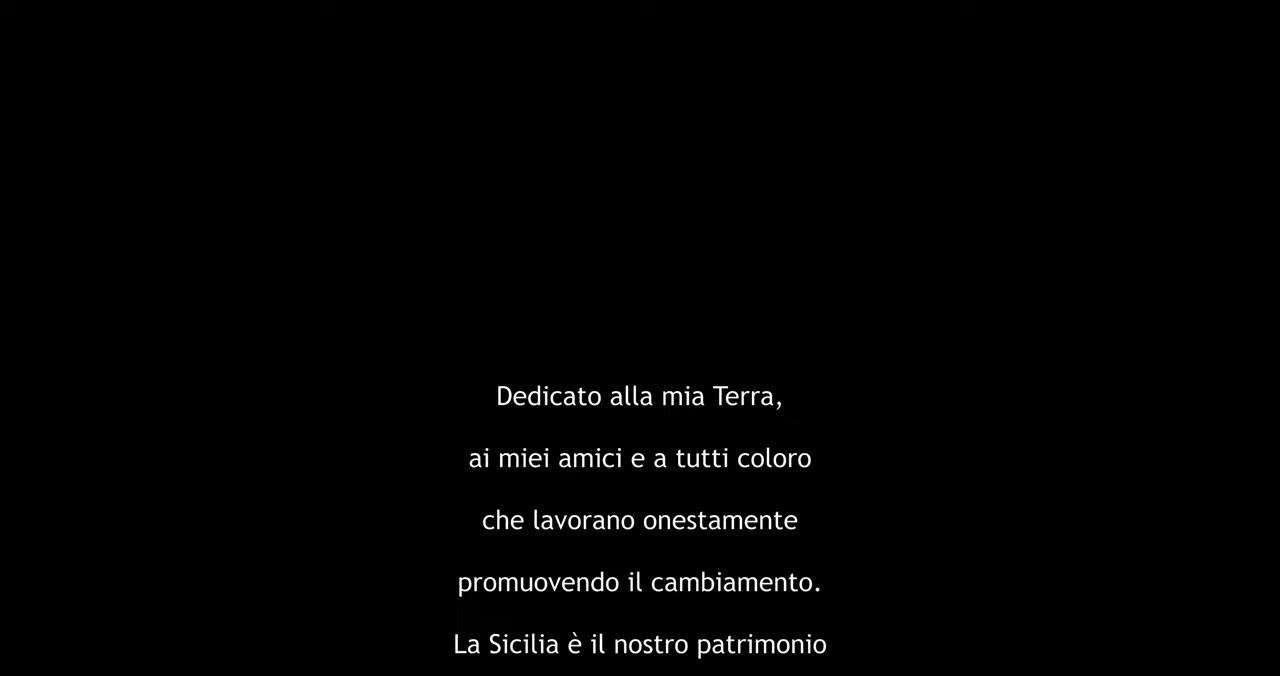 Dedicato alla mia Terra,
ai miei amici e a tutti coloro
che lavorano onestamente
promuovendo il cambiamento.
La Sicilia è il nostro patrimonio